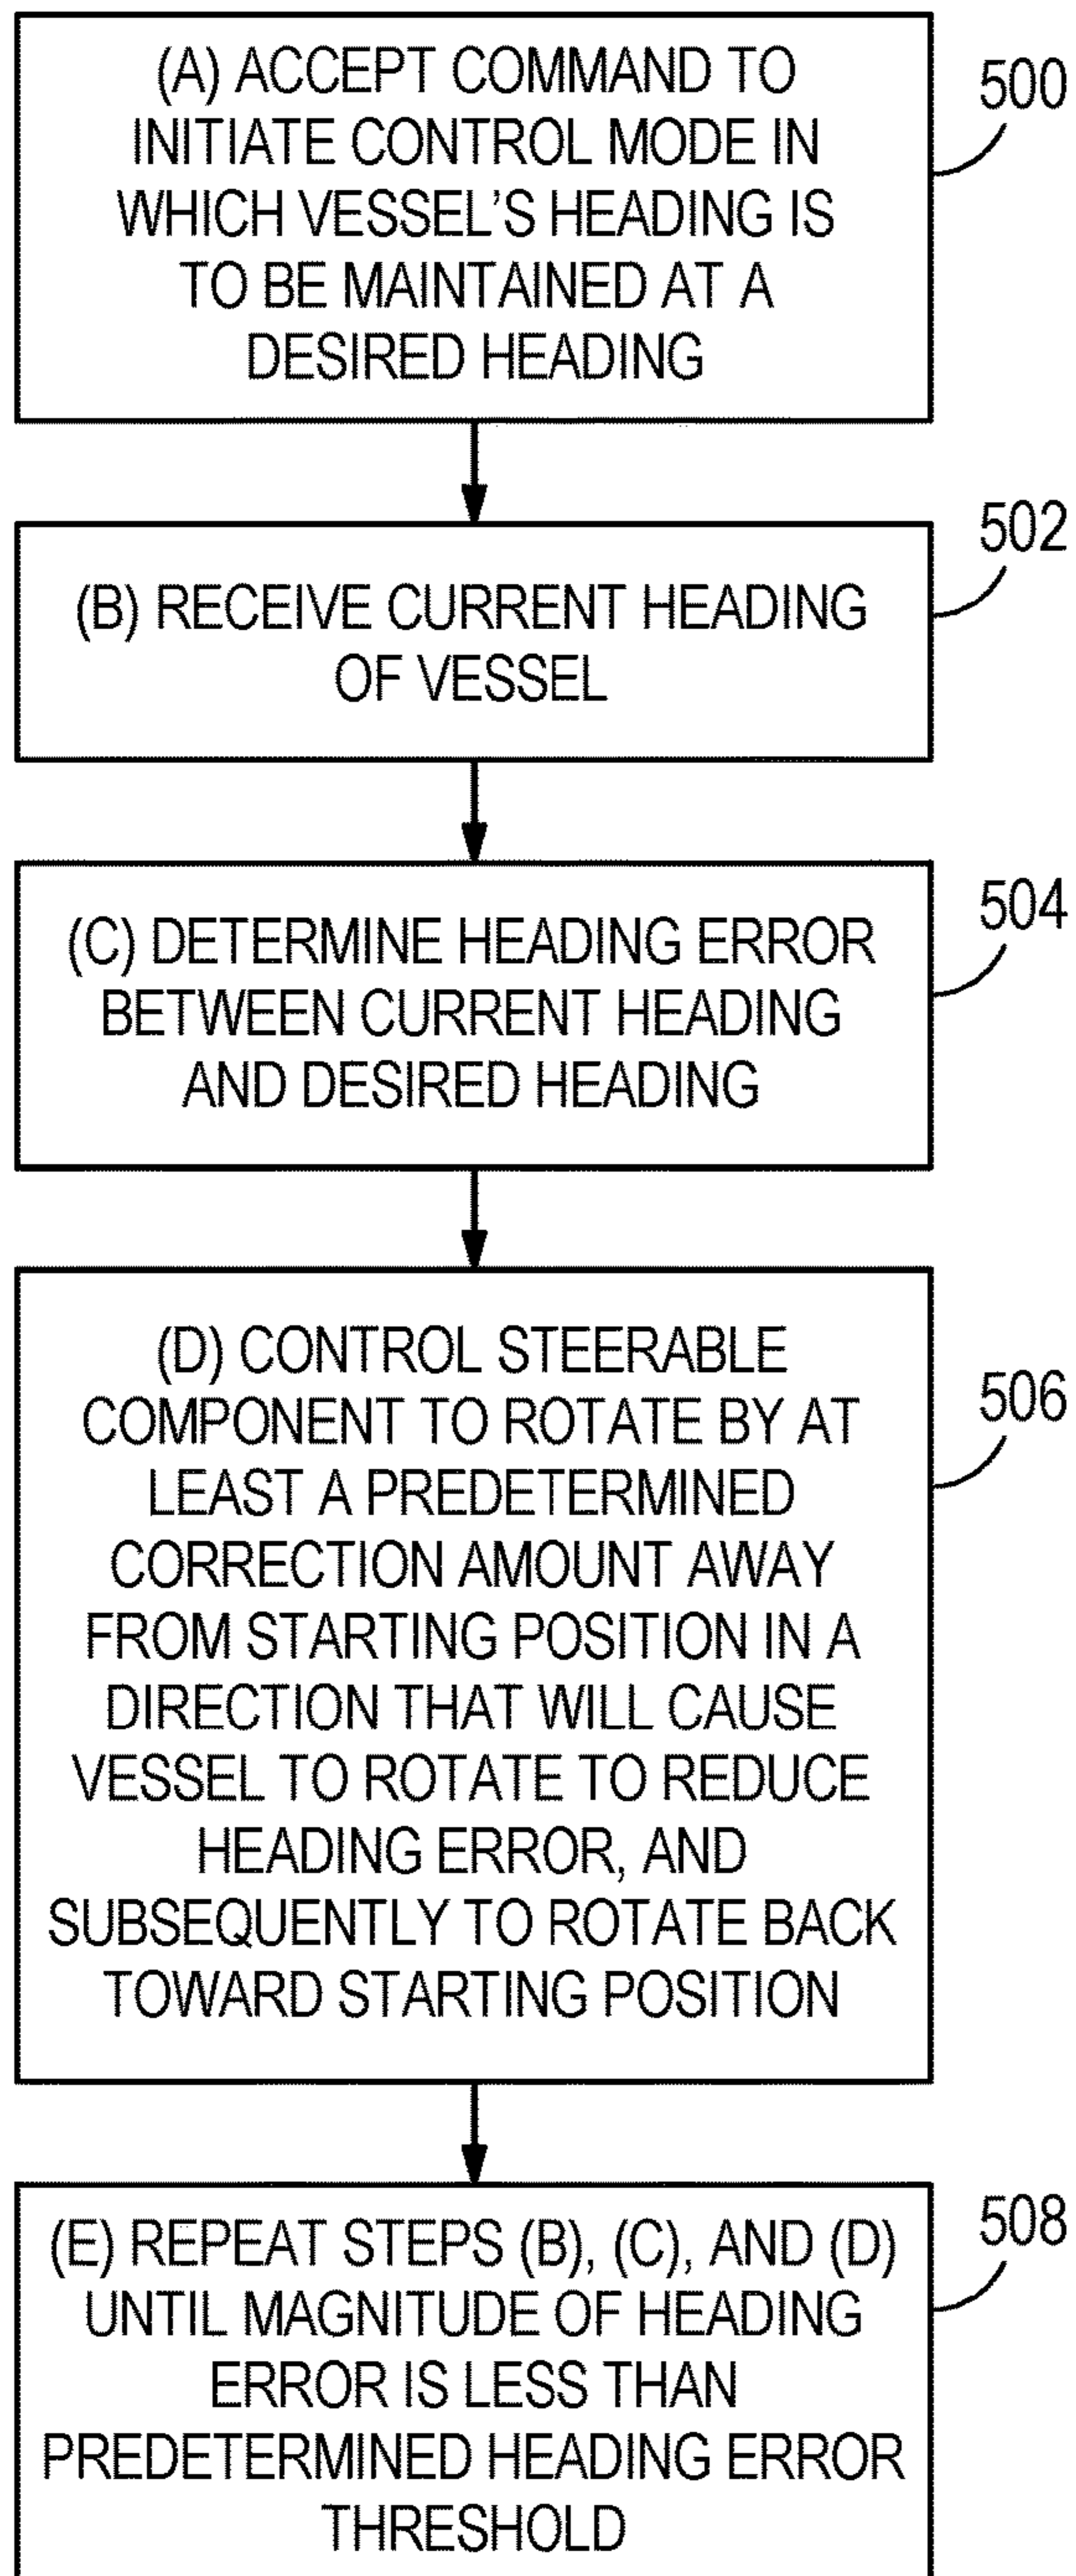 (A) ACCEPT COMMAND TO
INITIATE CONTROL MODE IN
WHICH VESSEL'S HEADING IS
TO BE MAINTAINED AT A
DESIRED HEADING
500
(B) RECEIVE CURRENT HEADING
OF VESSEL
502
(C) DETERMINE HEADING ERROR
BETWEEN CURRENT HEADING
AND DESIRED HEADING
504
(D) CONTROL STEERABLE
COMPONENT TO ROTATE BY AT
LEAST A PREDETERMINED
CORRECTION AMOUNT AWAY
FROM STARTING POSITION IN A
DIRECTION THAT WILL CAUSE
VESSEL TO ROTATE TO REDUCE
HEADING ERROR, AND
SUBSEQUENTLY TO ROTATE BACK
TOWARD STARTING POSITION
506
(E) REPEAT STEPS (B), (C), AND (D)
UNTIL MAGNITUDE OF HEADING
ERROR IS LESS THAN
PREDETERMINED HEADING ERROR
THRESHOLD
508